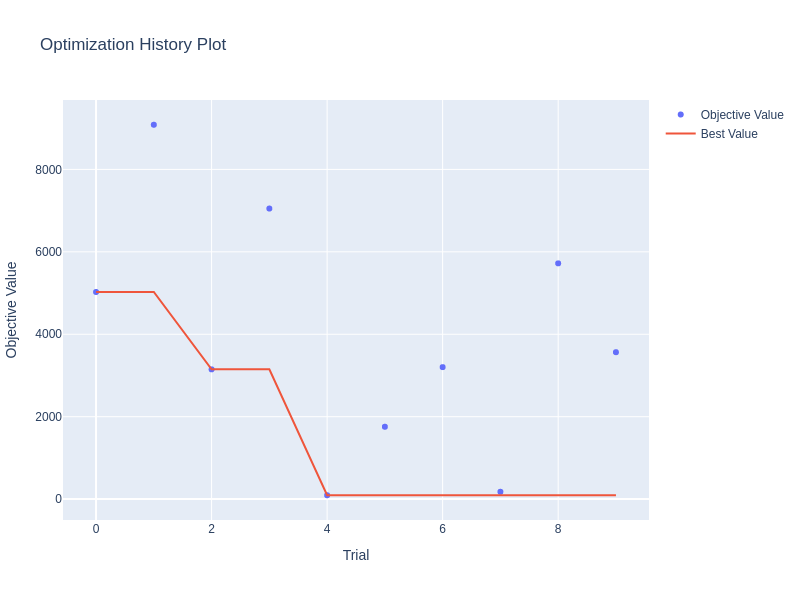 Optimization History Plot
Objective Value
Best Value
8000
6000
4000
2000
0
Objective Value
0
2
4
6
8
Trial